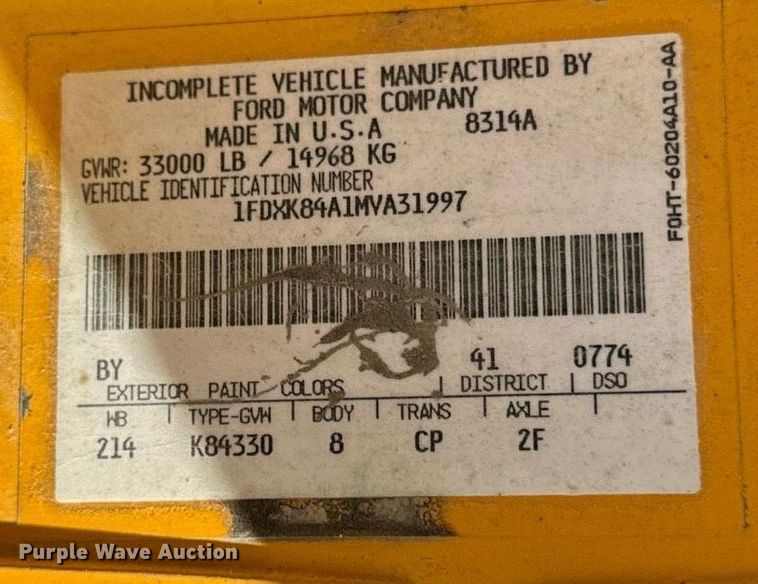 INCOMPLETE VEHICLE MANUFACTURED BY
FORD MOTOR COMPANY
MADE IN U.S.A 8314A
GVWR: 33000 LB / 14968 KG
VEHICLE IDENTIFICATION NUMBER
1FDXK84A1MVA31997
F0HT-60204A10-AA
BY 41 0774
EXTERIOR PAINT COLORS | DISTRICT | DSO
WB | TYPE-GVW | BODY | TRANS | AXLE |
214 K84330 8 CP 2F
Purple Wave Auction